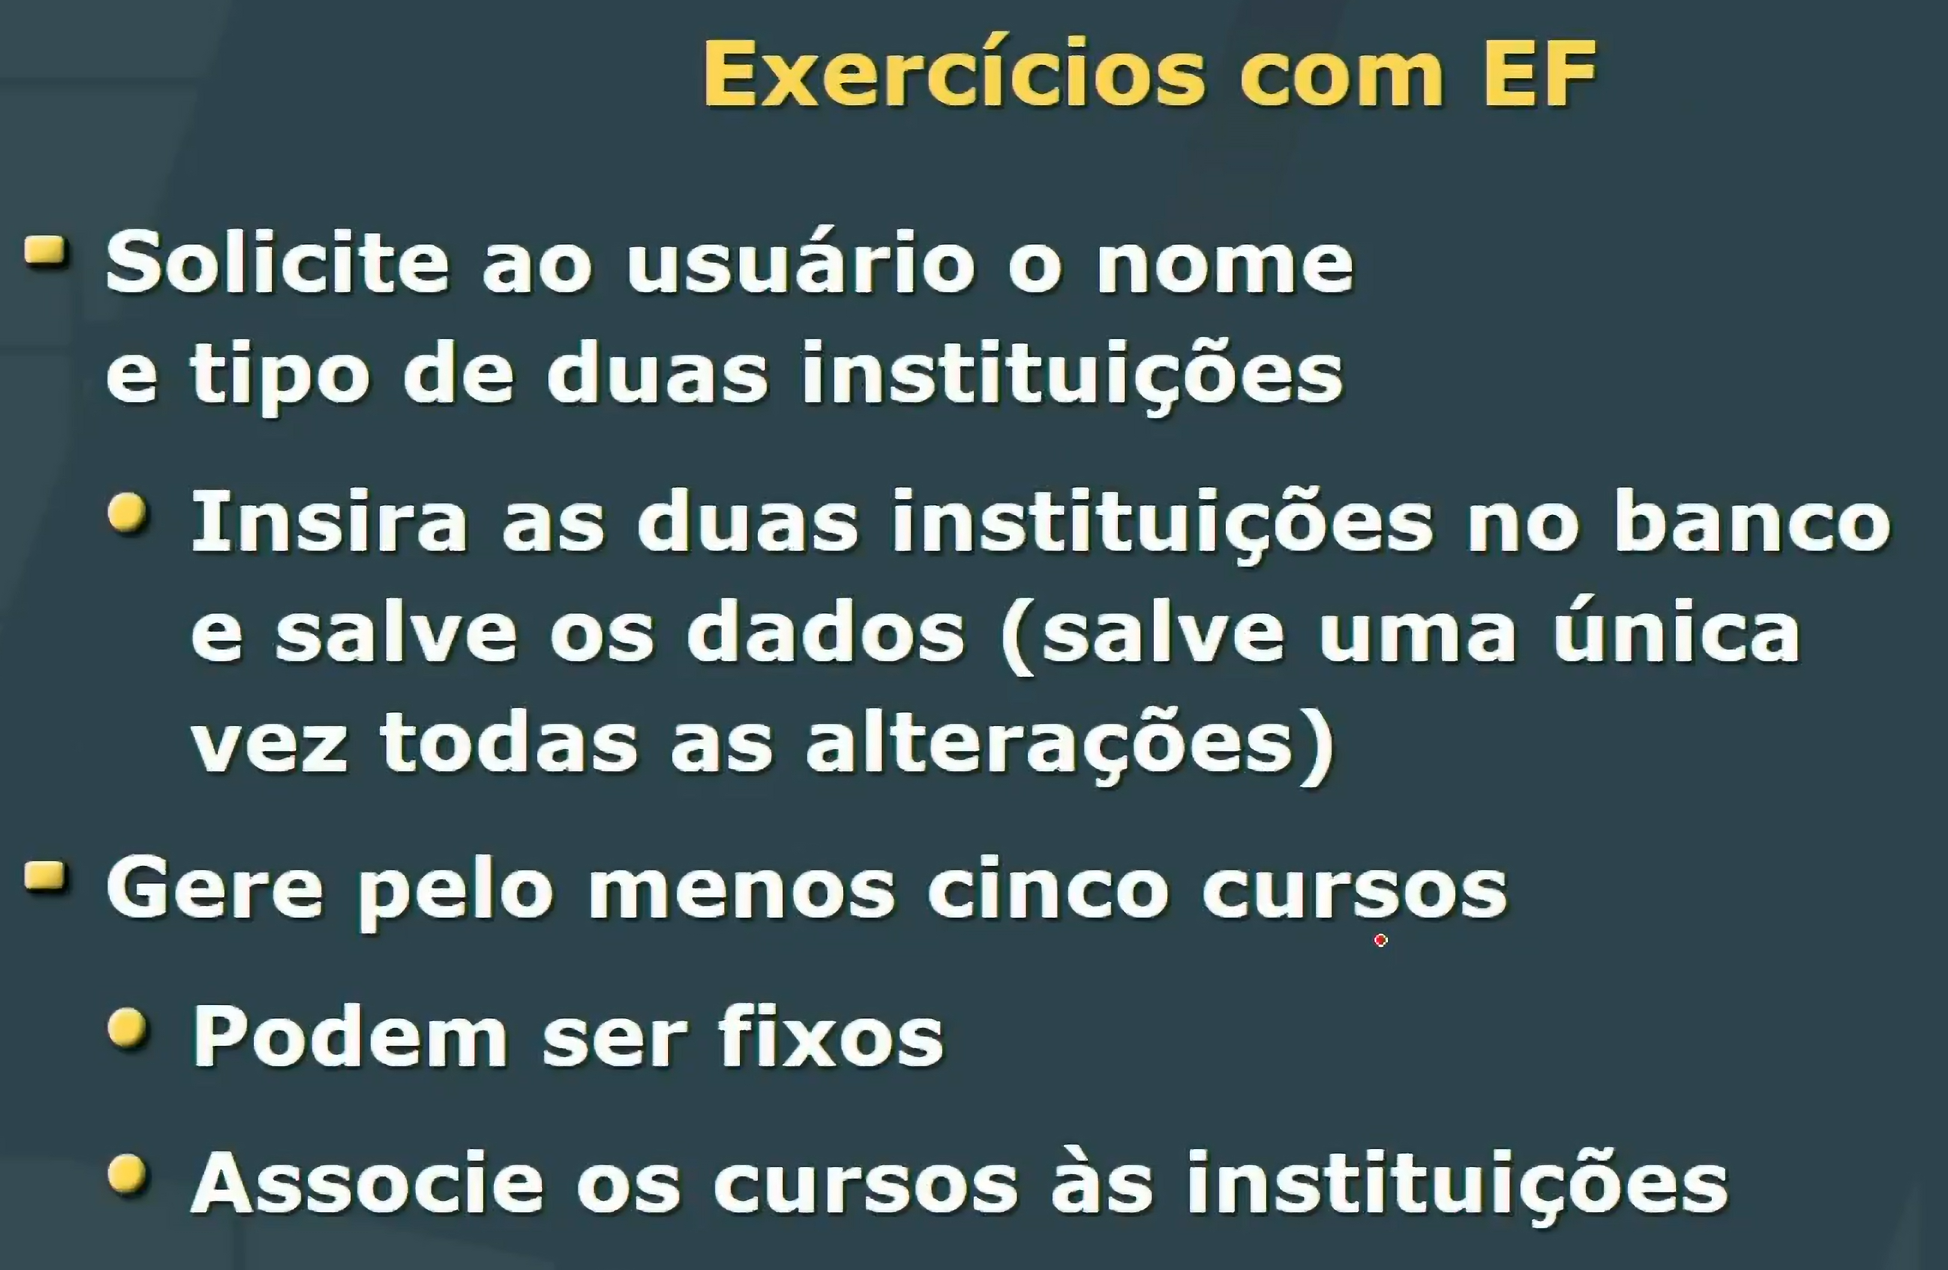 Exercícios com EF
Solicite ao usuário o nome
e tipo de duas instituições
Insira as duas instituições no banco
e salve os dados (salve uma única
vez todas as alterações)
Gere pelo menos cinco cursos
Podem ser fixos
Associe os cursos às instituições